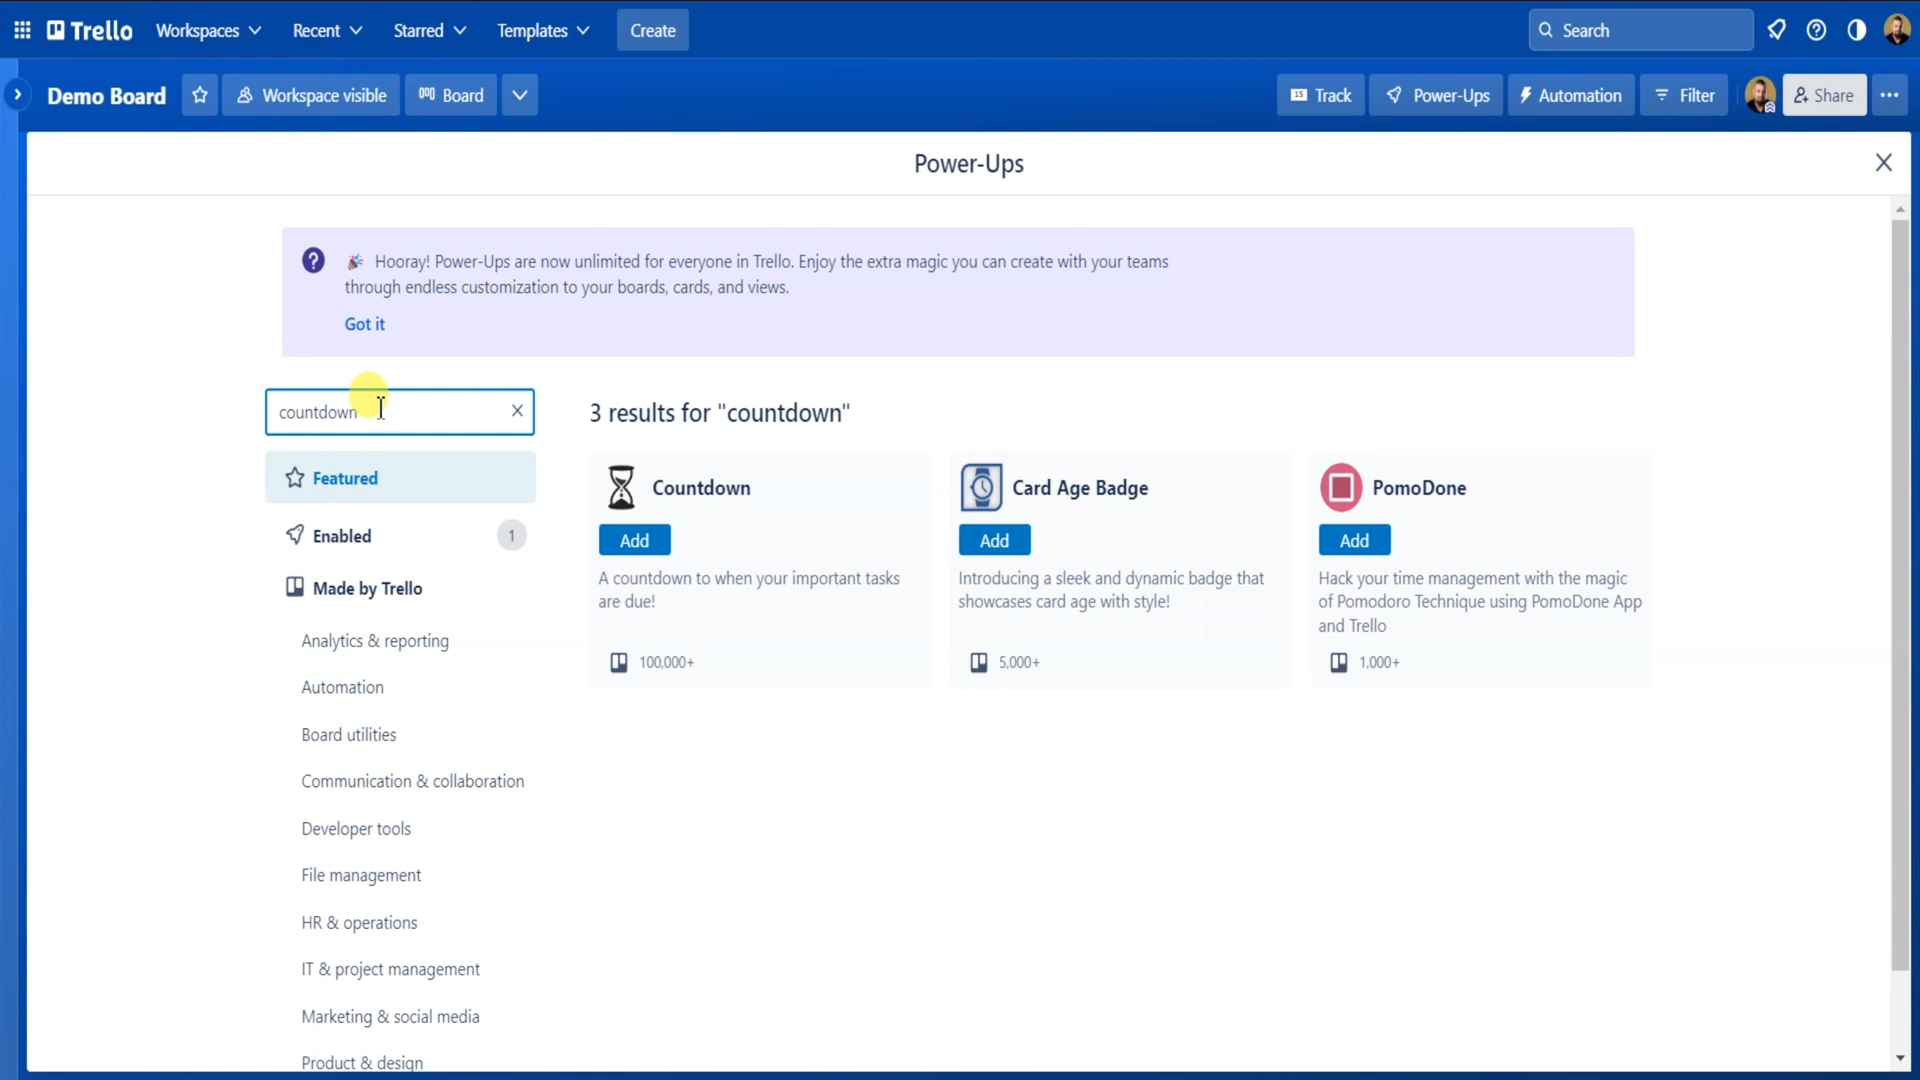 Trello
Workspaces
Recent
Starred
Templates
Create
Search
Demo Board
Workspace visible
Board
Track
Power-Ups
Automation
Filter
Share
Power-Ups
Hooray! Power-Ups are now unlimited for everyone in Trello. Enjoy the extra magic you can create with your teams
through endless customization to your boards, cards, and views.
Got it
countdown
3 results for "countdown"
Featured
Enabled
1
Made by Trello
Analytics & reporting
Automation
Board utilities
Communication & collaboration
Developer tools
File management
HR & operations
IT & project management
Marketing & social media
Product & design
Countdown
Add
A countdown to when your important tasks
are due!
100,000+
Card Age Badge
Add
Introducing a sleek and dynamic badge that
showcases card age with style!
5,000+
PomoDone
Add
Hack your time management with the magic
of Pomodoro Technique using PomoDone App
and Trello
1,000+